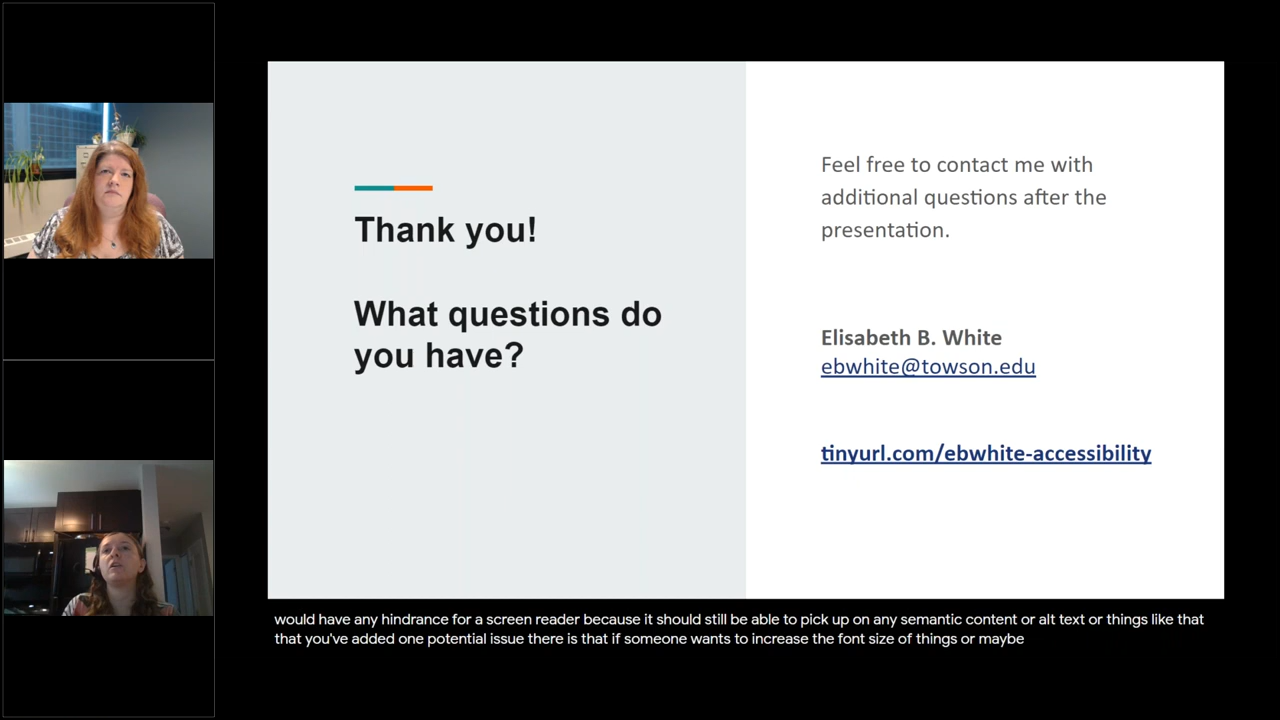 Thank you!
What questions do
you have?
Feel free to contact me with
additional questions after the
presentation.
Elisabeth B. White
ebwhite@towson.edu
tinyurl.com/ebwhite-accessibility
would have any hindrance for a screen reader because it should still be able to pick up on any semantic content or alt text or things like that
that you've added one potential issue there is that if someone wants to increase the font size of things or maybe